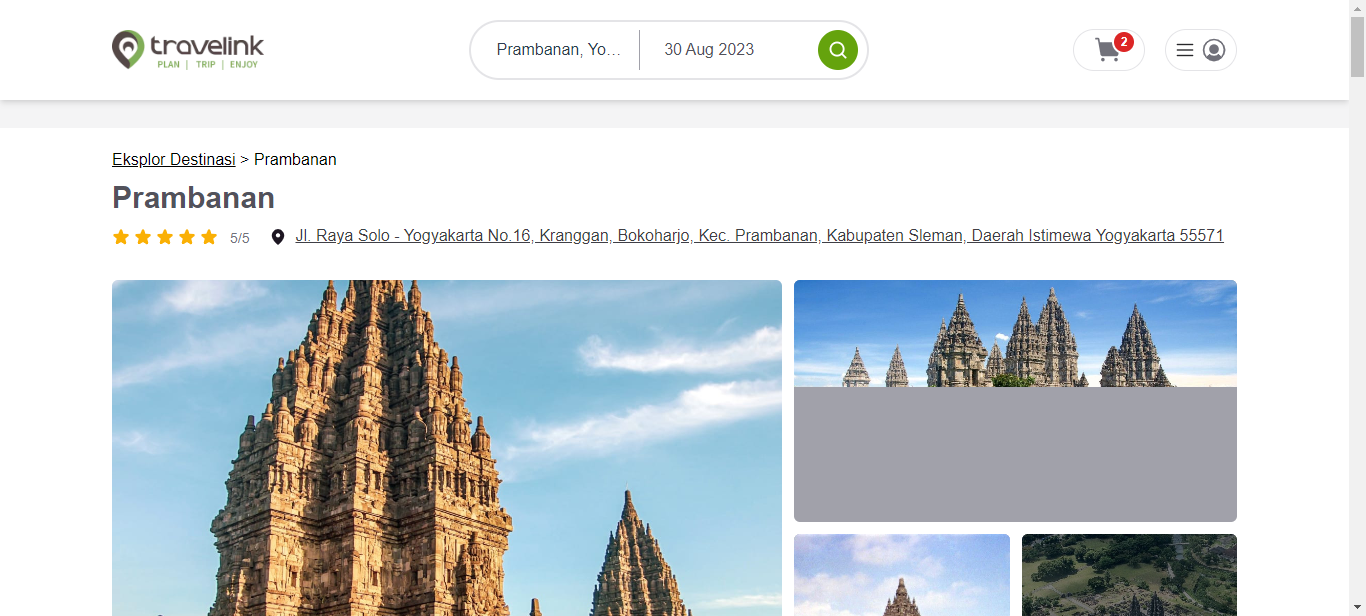 travelink
PLAN | TRIP | ENJOY
Prambanan, Yo...
30 Aug 2023
2
Eksplor Destinasi > Prambanan
Prambanan
5/5
Jl. Raya Solo - Yogyakarta No.16, Kranggan, Bokoharjo, Kec. Prambanan, Kabupaten Sleman, Daerah Istimewa Yogyakarta 55571